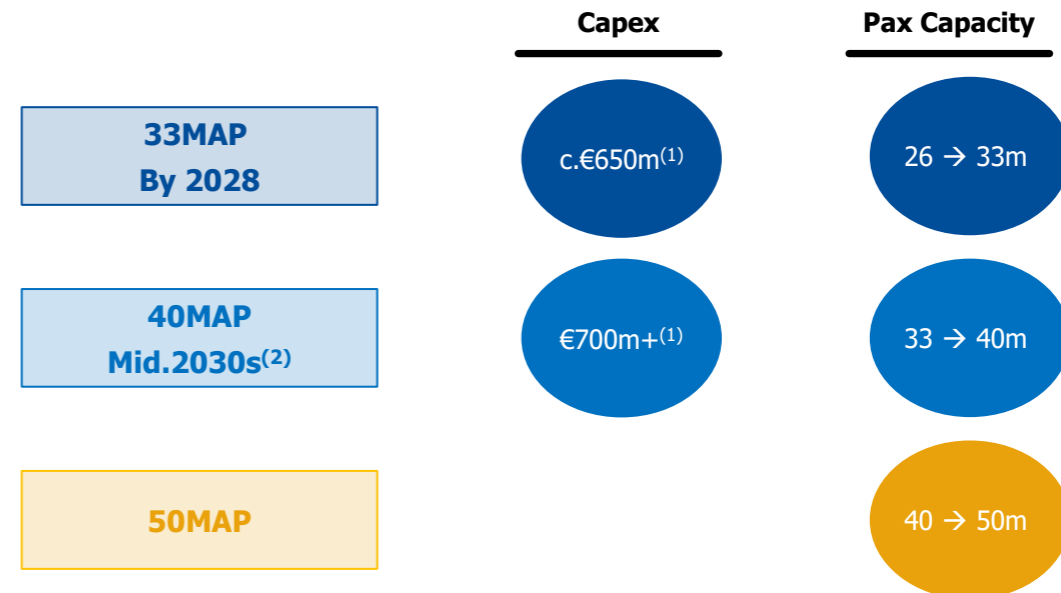 Capex
Pax Capacity
33MAP
By 2028
c.€650m(1)
26 → 33m
40MAP
Mid.2030s(2)
€700m+(1)
33 → 40m
50MAP
40 → 50m